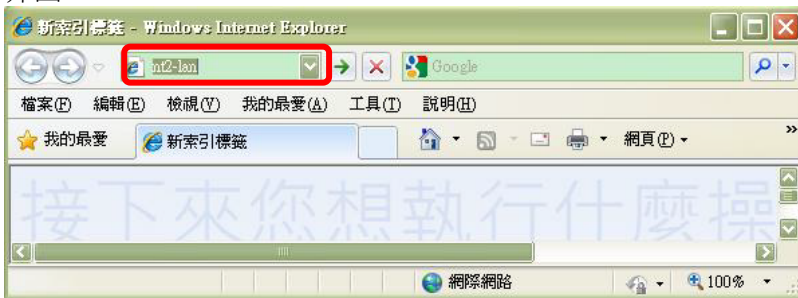 新索引標籤 - Windows Internet Explorer
nt2-lan
Google
檔案(F) 編輯(E) 檢視(V) 我的最愛(A) 工具(T) 說明(H)
我的最愛 新索引標籤 網頁(P) »
接下來您想執行什麼操
網際網路 100%